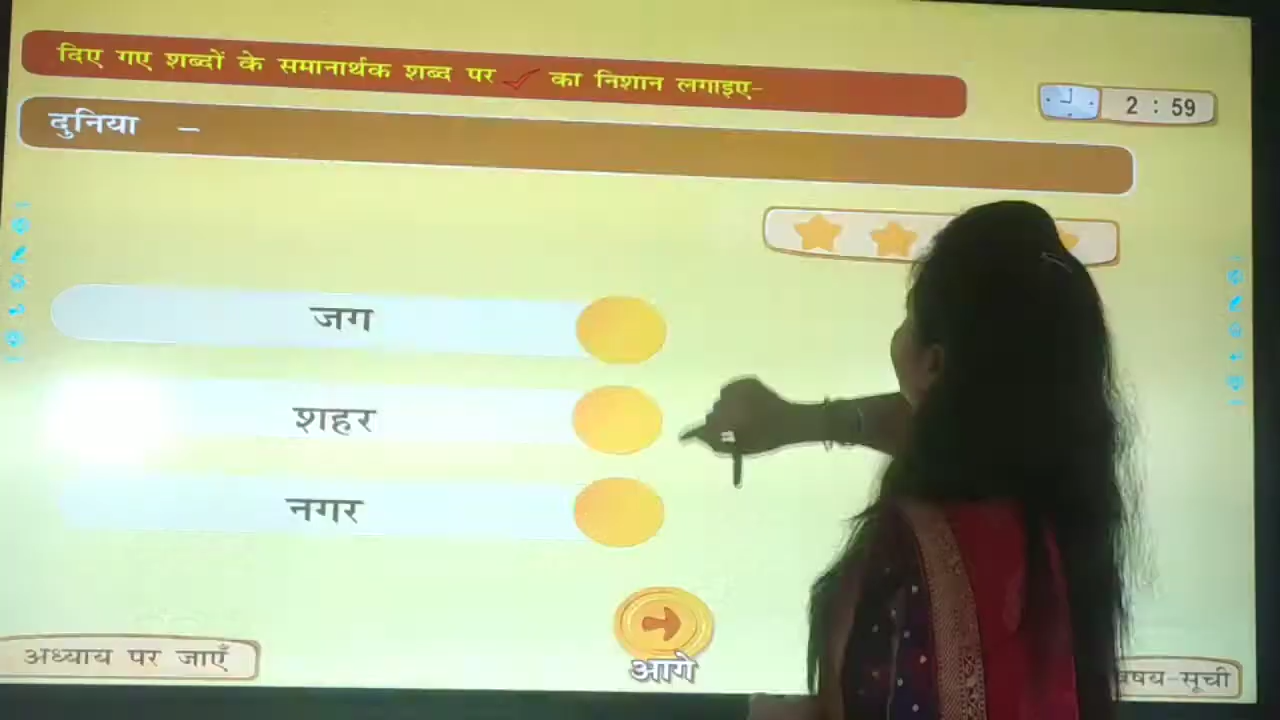 दिए गए शब्दों के समानार्थक शब्द पर ✓ का निशान लगाइए-
2 : 59
दुनिया -
जग
शहर
नगर
आगे
अध्याय पर जाएँ
-सूची